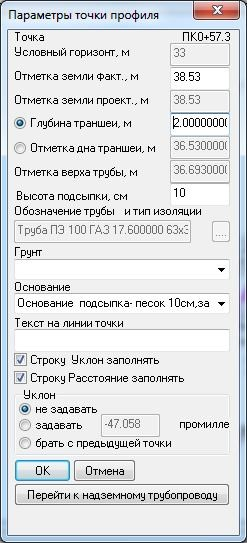 Параметры точки профиля
Точка ПК0+57.3
Условный горизонт, м 33
Отметка земли факт., м 38.53
Отметка земли проект., м 38.53
Глубина траншеи, м 2.0000000
Отметка дна траншеи, м 36.530000
Отметка верха трубы, м 36.693000
Высота подсыпки, см 10
Обозначение трубы и тип изоляции
Труба ПЭ 100 ГАЗ 17.600000 63x
....
Грунт
Основание
Основание подсыпка- песок 10см,за
Текст на линии точки
Строку Уклон заполнять
Строку Расстояние заполнять
Уклон
не задавать
задавать -47.058 промилле
брать с предыдущей точки
OK Отмена
Перейти к надземному трубопроводу